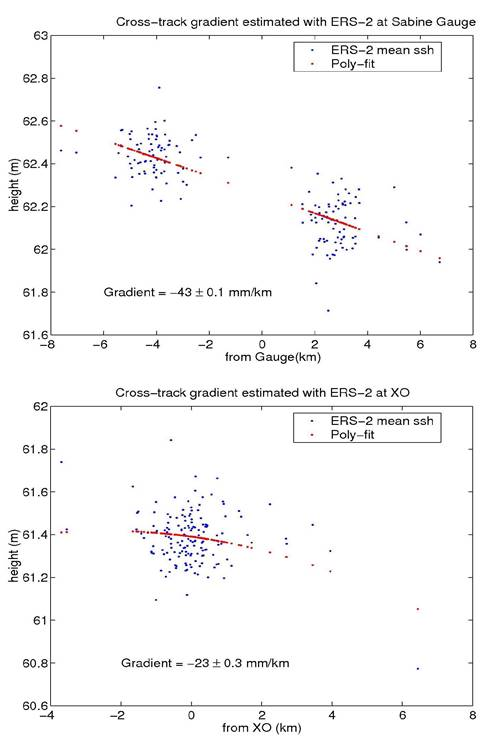 Cross-track gradient estimated with ERS-2 at Sabine Gauge
63
62.8
62.6
62.4
62.2
62
61.8
61.6
height (m)
ERS-2 mean ssh
Poly-fit
Gradient = -43 ± 0.1 mm/km
-8 -6 -4 -2 0 2 4 6 8
from Gauge(km)
Cross-track gradient estimated with ERS-2 at XO
62
61.8
61.6
61.4
61.2
61
60.8
60.6
height (m)
ERS-2 mean ssh
Poly-fit
Gradient = -23 ± 0.3 mm/km
-4 -2 0 2 4 6 8
from XO (km)